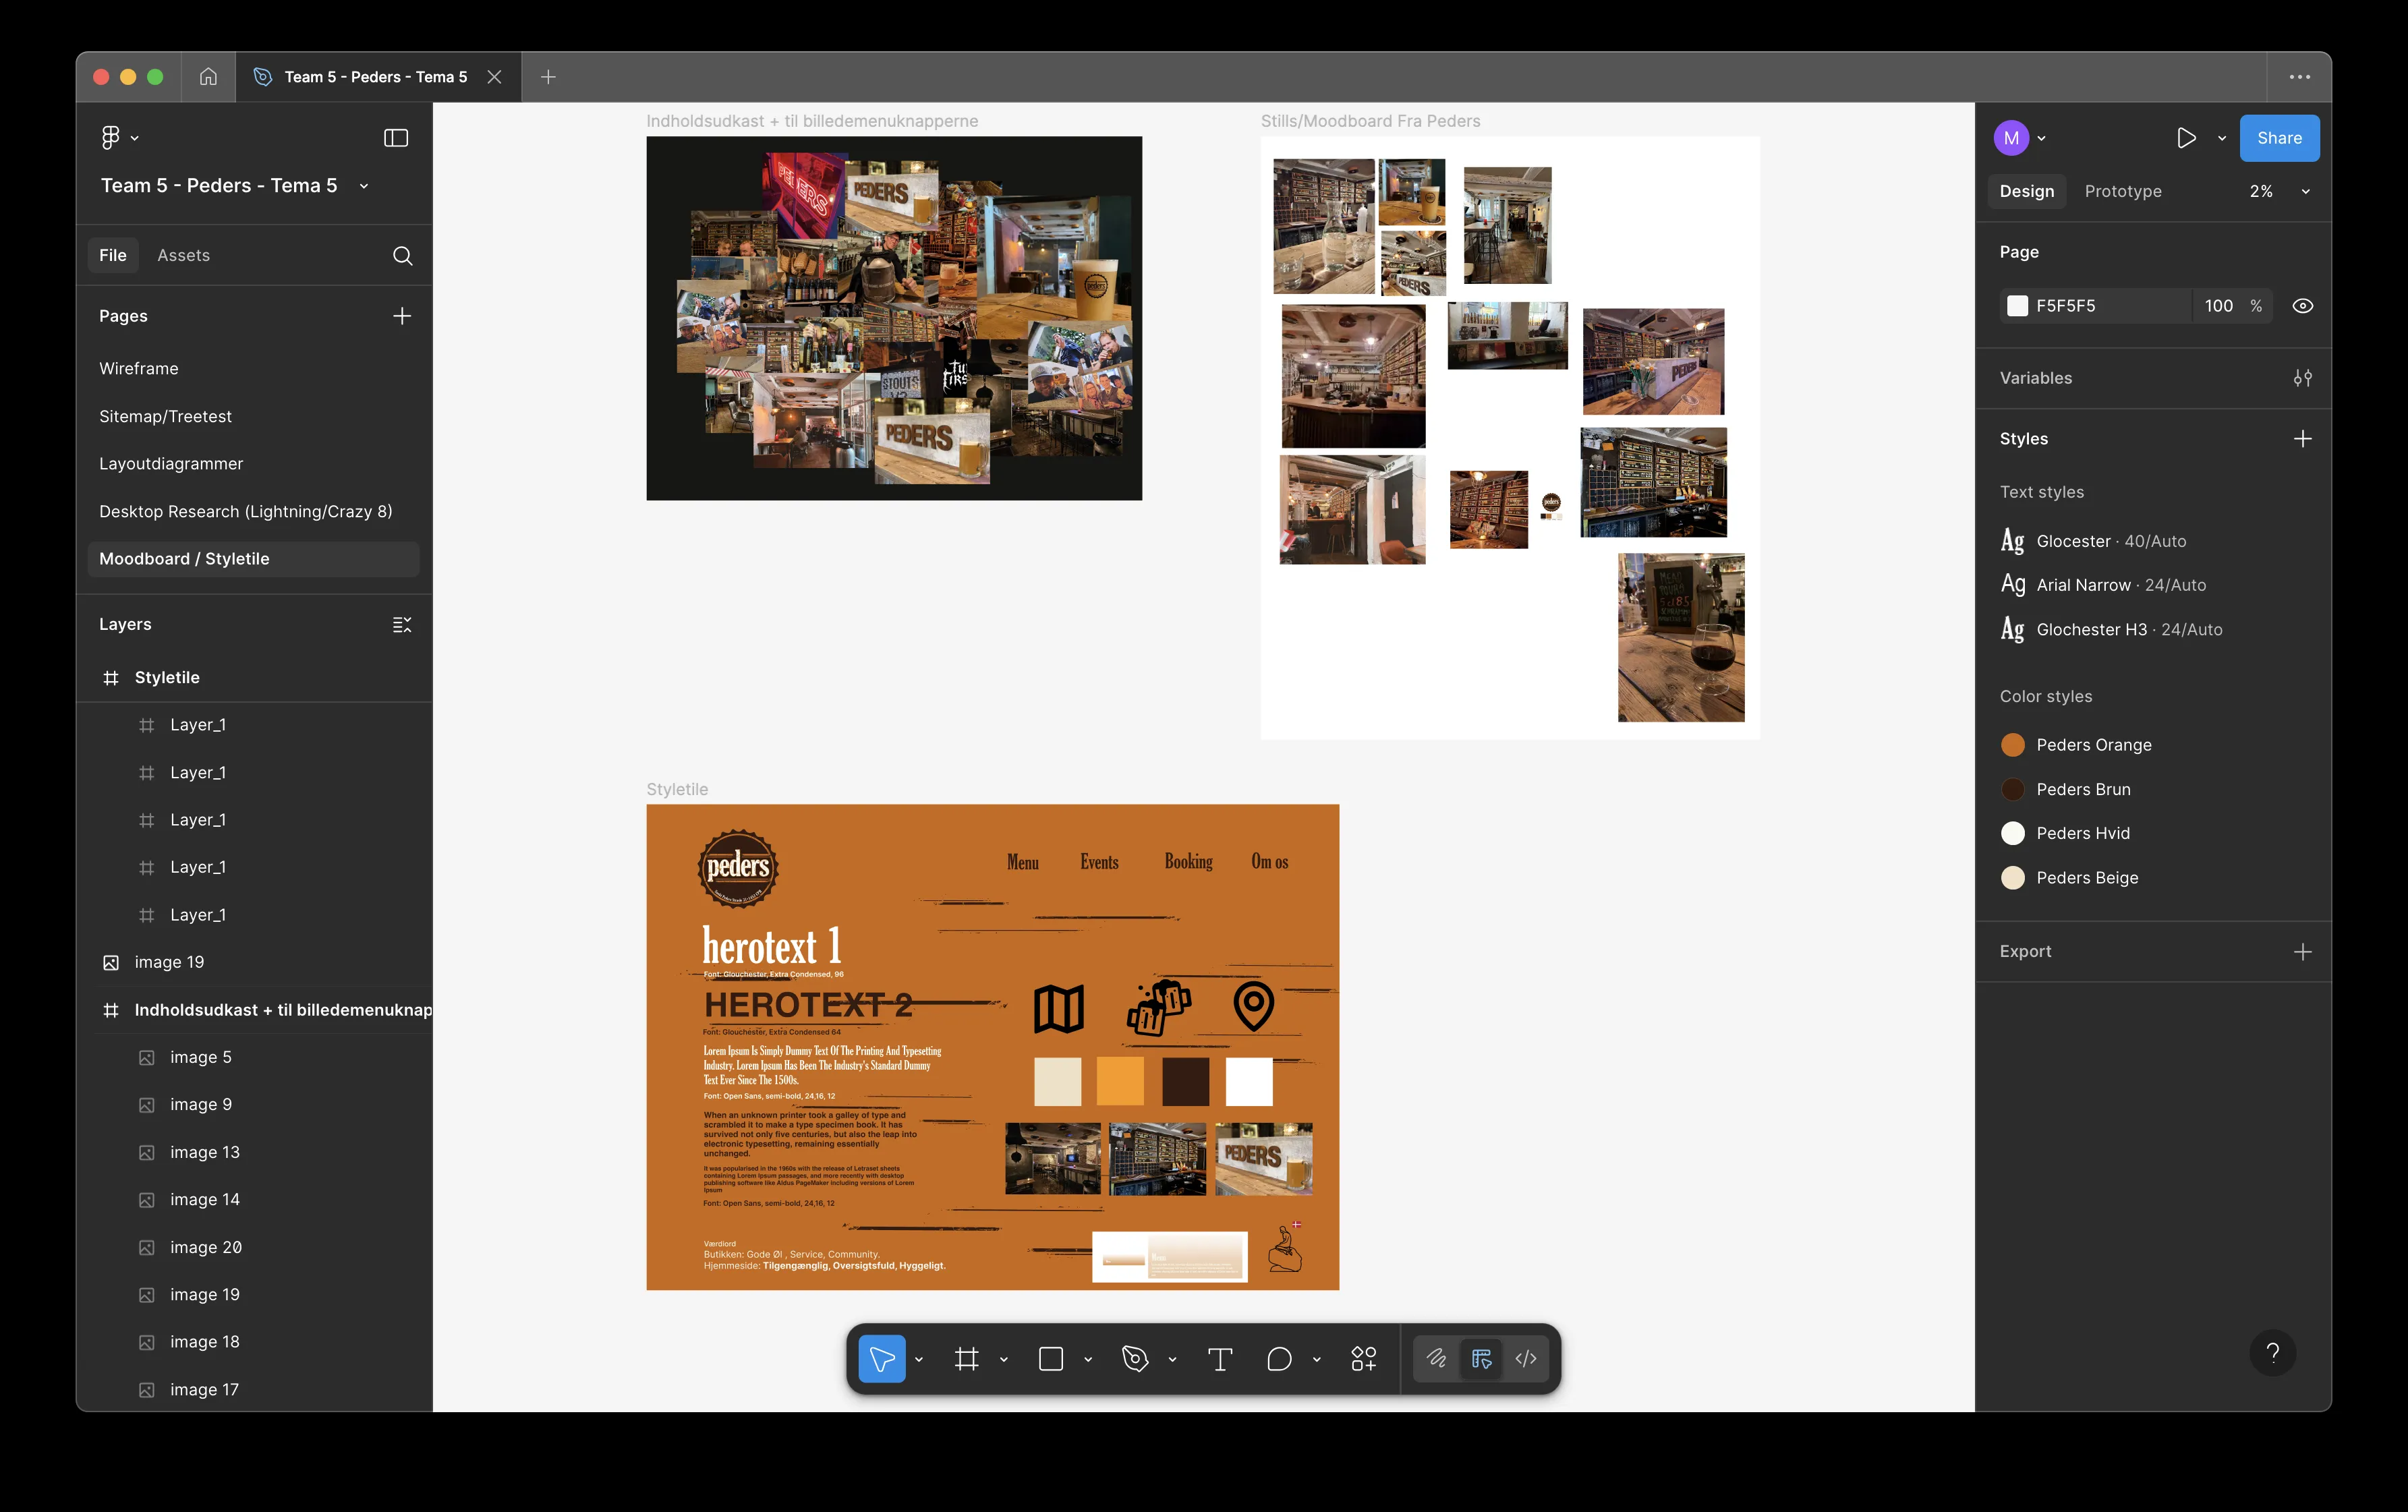 Team 5 - Peders - Tema 5
Team 5 - Peders - Tema 5
File
Assets
Pages
Wireframe
Sitemap/Treetest
Layoutdiagrammer
Desktop Research (Lightning/Crazy 8)
Moodboard / Styletile
Layers
Styletile
Layer_1
Layer_1
Layer_1
Layer_1
Layer_1
image 19
Indholdsudkast + til billedemenuknap
image 5
image 9
image 13
image 14
image 20
image 19
image 18
image 17
Indholdsudkast + til billedemenuknapperne
PEDERS
PEDERS
peders
STOUTS
PEDERS
Stills/Moodboard Fra Peders
PEDERS
PEDERS
peders
Styletile
peders
Menu
Events
Booking
Om os
herotext 1
Font: Glouchester, Extra Condensed, 96
HEROTEXT 2
Font: Glouchester, Extra Condensed 64
Lorem Ipsum Is Simply Dummy Text Of The Printing And Typesetting
Industry. Lorem Ipsum Has Been The Industry's Standard Dummy
Text Ever Since The 1500s.
Font: Open Sans, semi-bold, 24,16, 12
When an unknown printer took a galley of type and
scrambled it to make a type specimen book. It has
survived not only five centuries, but also the leap into
electronic typesetting, remaining essentially
unchanged.
It was popularised in the 1960s with the release of Letraset sheets
containing Lorem Ipsum passages, and more recently with desktop
publishing software like Aldus PageMaker including versions of Lorem
Ipsum
Font: Open Sans, semi-bold, 24,16, 12
PEDERS
Værdiord
Butikken: Gode Øl , Service, Community.
Hjemmeside: Tilgengænglig, Oversigtsfuld, Hyggeligt.
M
Share
Design
Prototype
2%
Page
F5F5F5
100 %
Variables
Styles
Text styles
Ag Glocester · 40/Auto
Ag Arial Narrow · 24/Auto
Ag Glochester H3 · 24/Auto
Color styles
Peders Orange
Peders Brun
Peders Hvid
Peders Beige
Export
?